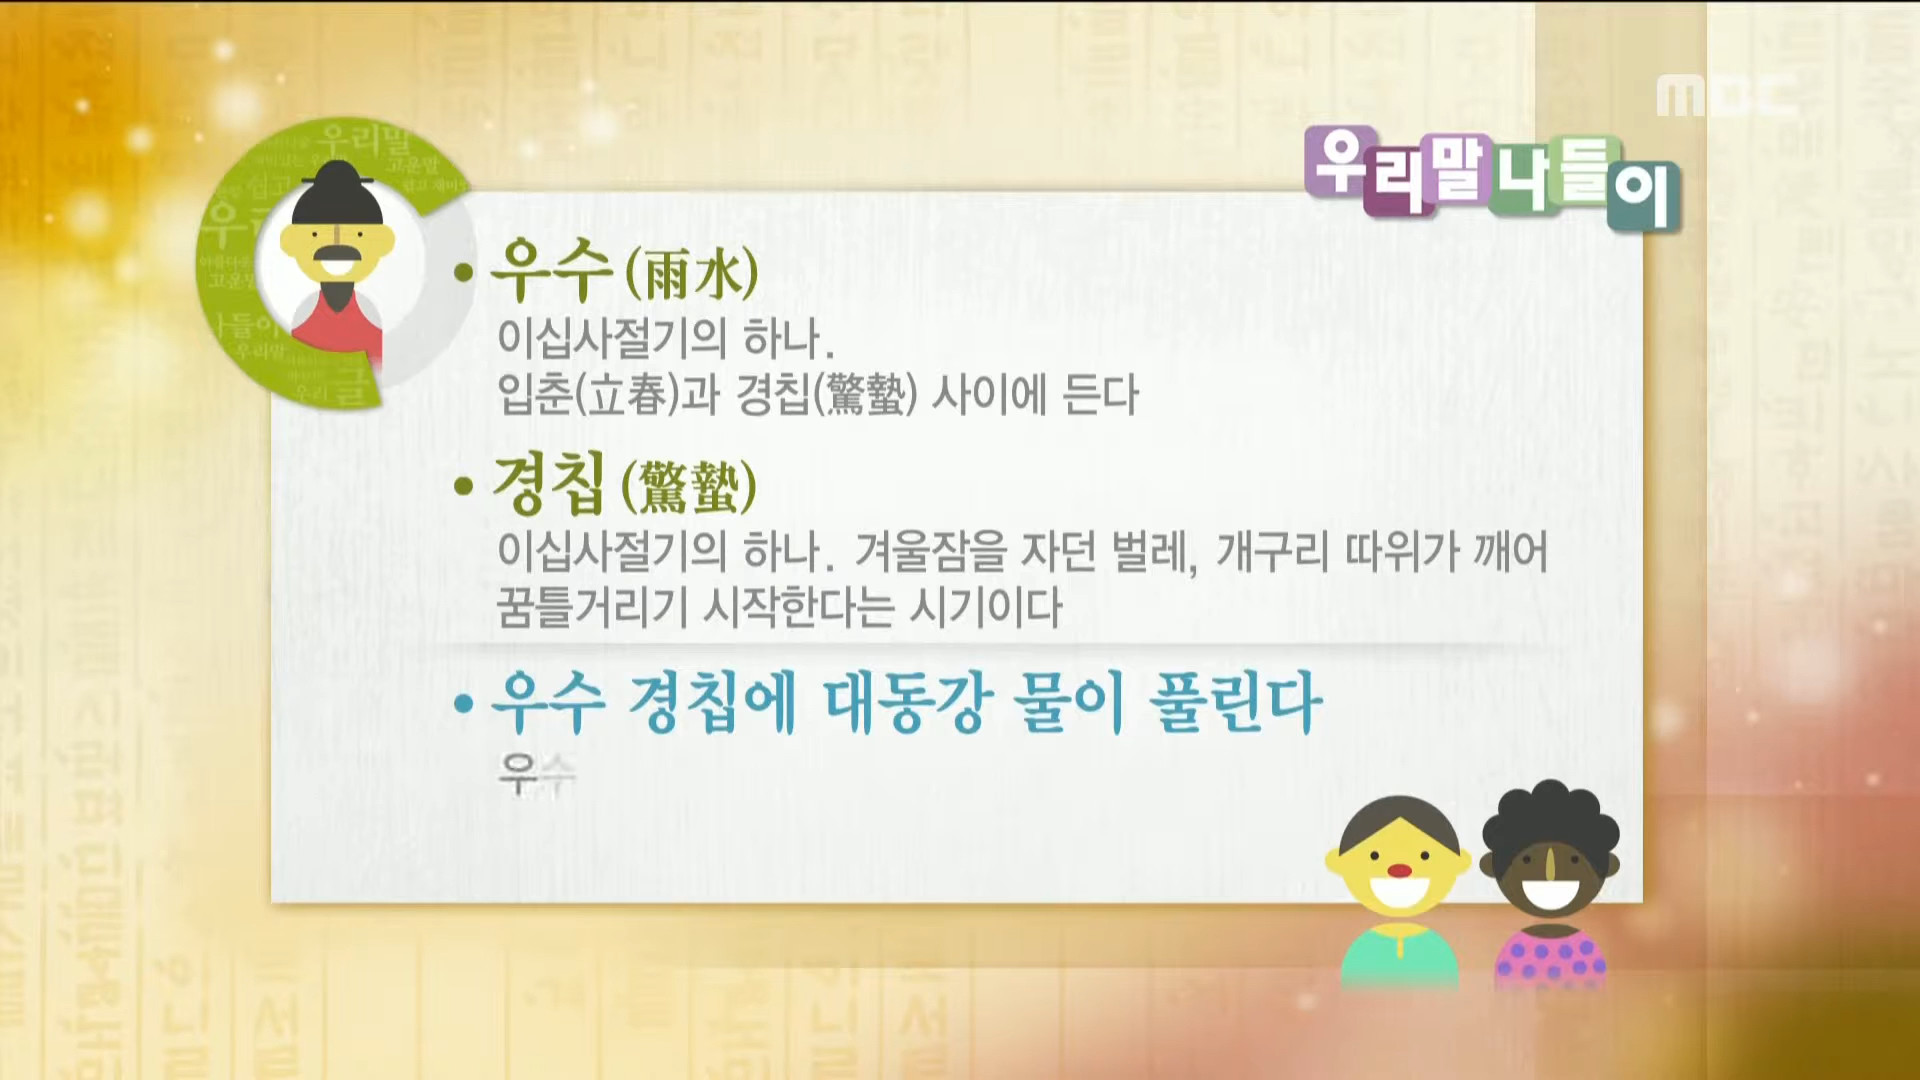 MBC
우리말나들이
• 우수(雨水)
이십사절기의 하나.
입춘(立春)과 경칩(驚蟄) 사이에 든다
• 경칩(驚蟄)
이십사절기의 하나. 겨울잠을 자던 벌레, 개구리 따위가 깨어
꿈틀거리기 시작한다는 시기이다
• 우수 경칩에 대동강 물이 풀린다
우수